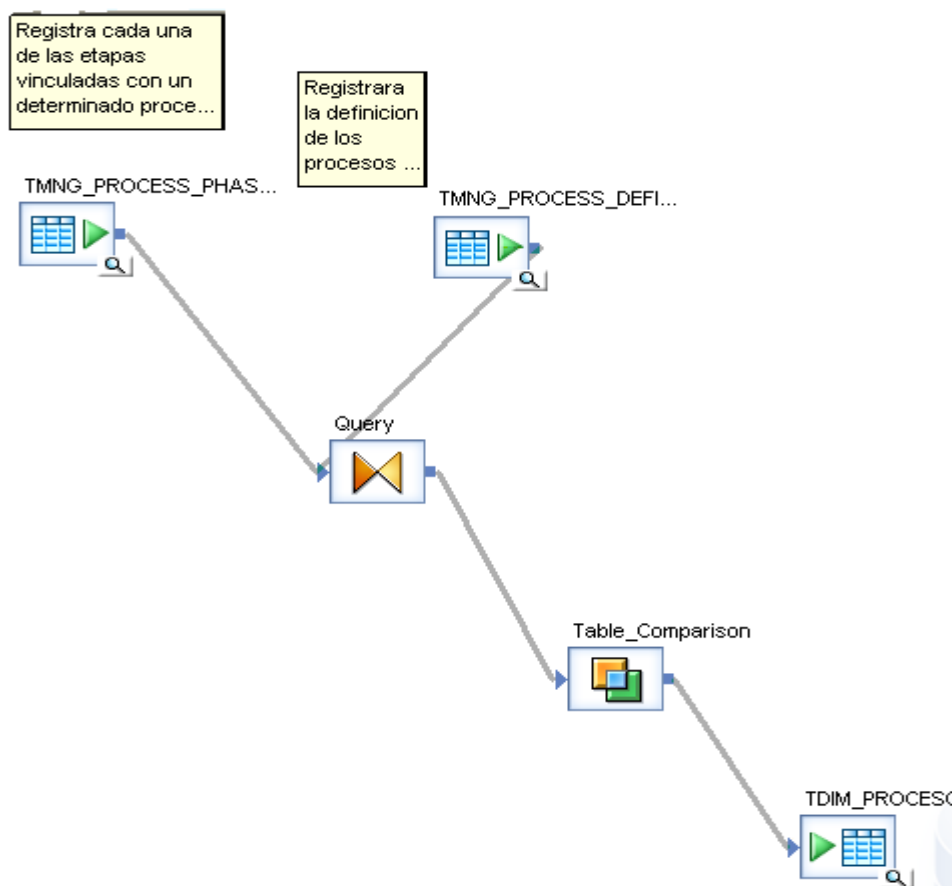 Registra cada una
de las etapas
vinculadas con un
determinado proce...
Registrara
la definicion
de los
procesos ...
TMNG_PROCESS_PHAS...
TMNG_PROCESS_DEFI...
Query
Table_Comparison
TDIM_PROCESO